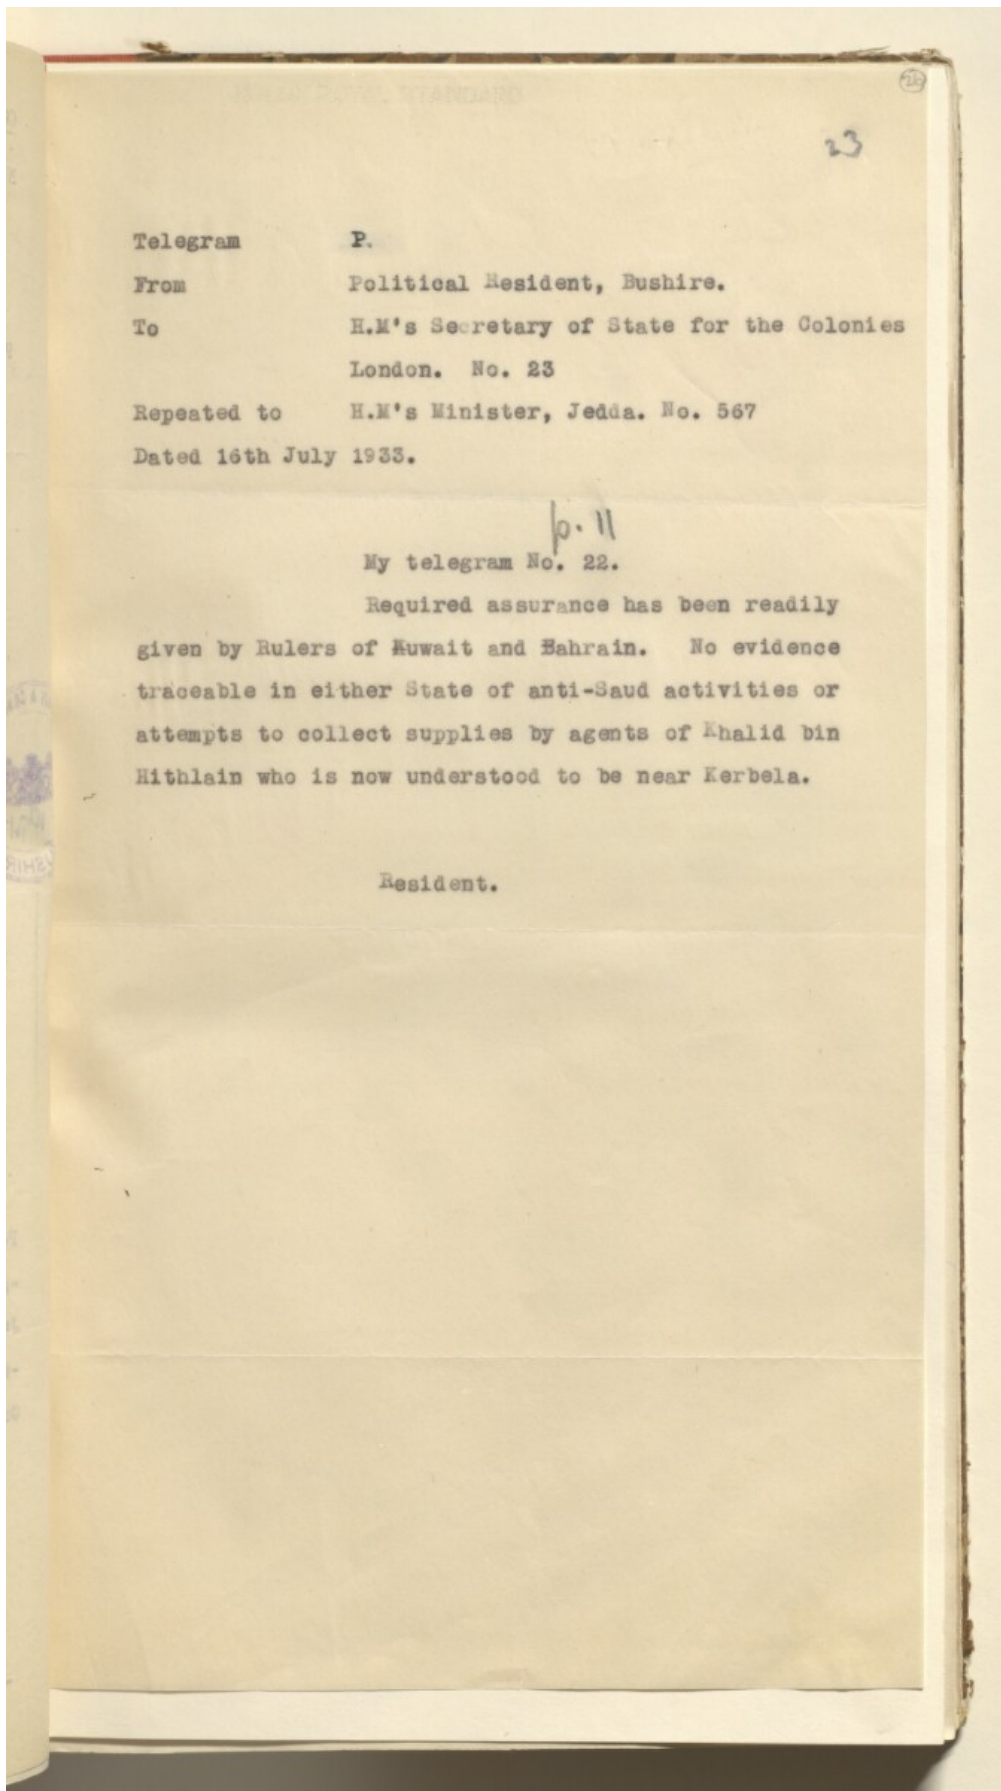 26
23
Telegram P.
From Political Resident, Bushire.
To H.M's Secretary of State for the Colonies
London. No. 23
Repeated to H.M's Minister, Jedda. No. 567
Dated 16th July 1933.
p. 11
My telegram No. 22.
Required assurance has been readily
given by Rulers of Kuwait and Bahrain. No evidence
traceable in either State of anti-Saud activities or
attempts to collect supplies by agents of Khalid bin
Hithlain who is now understood to be near Kerbela.
Resident.